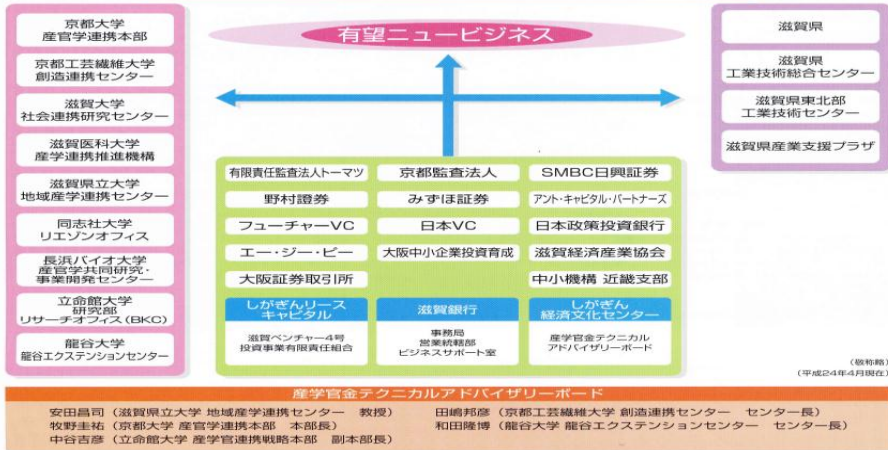 京都大学
産官学連携本部
京都工芸繊維大学
創造連携センター
滋賀大学
社会連携研究センター
滋賀医科大学
産学連携推進機構
滋賀県立大学
地域産学連携センター
同志社大学
リエゾンオフィス
長浜バイオ大学
産官学共同研究・
事業開発センター
立命館大学
研究部
リサーチオフィス(BKC)
龍谷大学
龍谷エクステンションセンター
有望ニュービジネス
滋賀県
滋賀県
工業技術総合センター
滋賀県東北部
工業技術センター
滋賀県産業支援プラザ
有限責任監査法人トーマツ
京都監査法人
SMBC日興証券
野村證券
みずほ証券
アント・キャピタル・パートナーズ
フューチャーVC
日本VC
日本政策投資銀行
エー・ジー・ピー
大阪中小企業投資育成
滋賀経済産業協会
大阪証券取引所
中小機構 近畿支部
しがぎんリース
キャピタル
滋賀ベンチャー4号
投資事業有限責任組合
滋賀銀行
事務局
営業統轄部
ビジネスサポート室
しがぎん
経済文化センター
産学官金テクニカル
アドバイザリーボード
(敬称略)
(平成24年4月現在)
産学官金テクニカルアドバイザリーボード
安田昌司(滋賀県立大学 地域産学連携センター 教授)
田嶋邦彦(京都工芸繊維大学 創造連携センター センター長)
牧野圭祐(京都大学 産官学連携本部 本部長)
和田隆博(龍谷大学 龍谷エクステンションセンター センター長)
中谷吉彦(立命館大学 産学官連携戦略本部 副本部長)